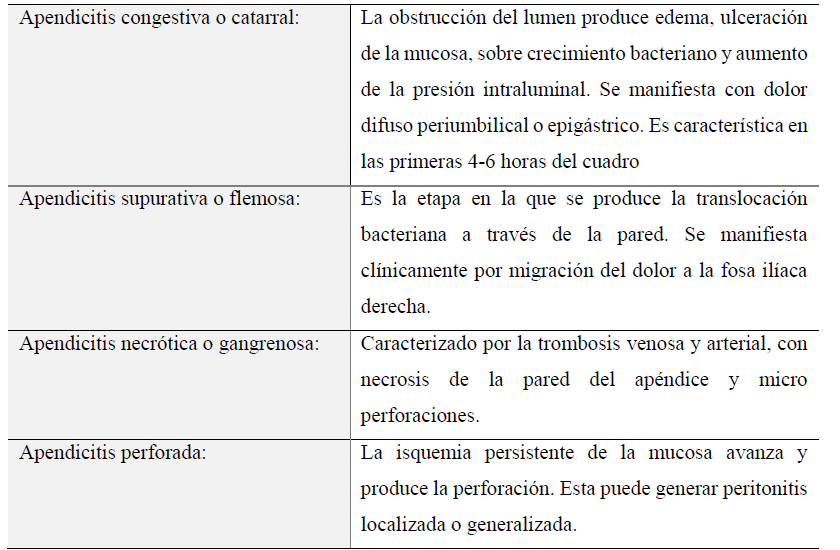 Apendicitis congestiva o catarral:
La obstrucción del lumen produce edema, ulceración
de la mucosa, sobre crecimiento bacteriano y aumento
de la presión intraluminal. Se manifiesta con dolor
difuso periumbilical o epigástrico. Es característica en
las primeras 4-6 horas del cuadro
Apendicitis supurativa o flemosa:
Es la etapa en la que se produce la translocación
bacteriana a través de la pared. Se manifiesta
clínicamente por migración del dolor a la fosa ilíaca
derecha.
Apendicitis necrótica o gangrenosa:
Caracterizado por la trombosis venosa y arterial, con
necrosis de la pared del apéndice y micro
perforaciones.
Apendicitis perforada:
La isquemia persistente de la mucosa avanza y
produce la perforación. Esta puede generar peritonitis
localizada o generalizada.